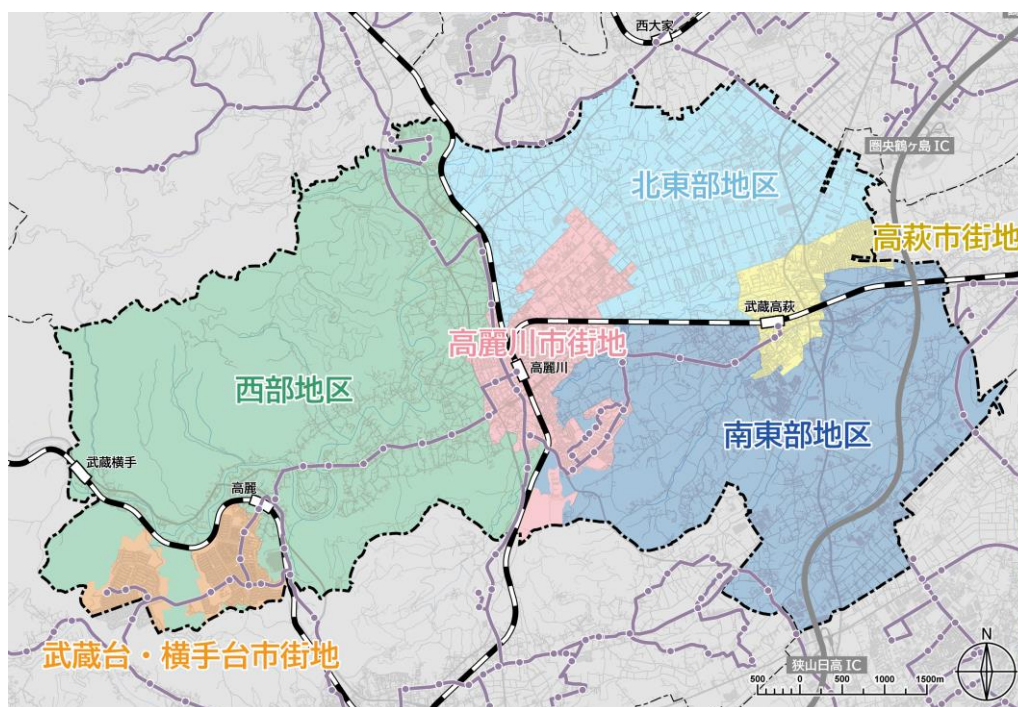 西大家
圏央鶴ヶ島 IC
北東部地区
高萩市街地
武蔵高萩
高麗川市街地
高麗川
西部地区
南東部地区
武蔵横手
高麗
武蔵台・横手台市街地
狭山日高 IC
N
500 0 500 1000 1500m